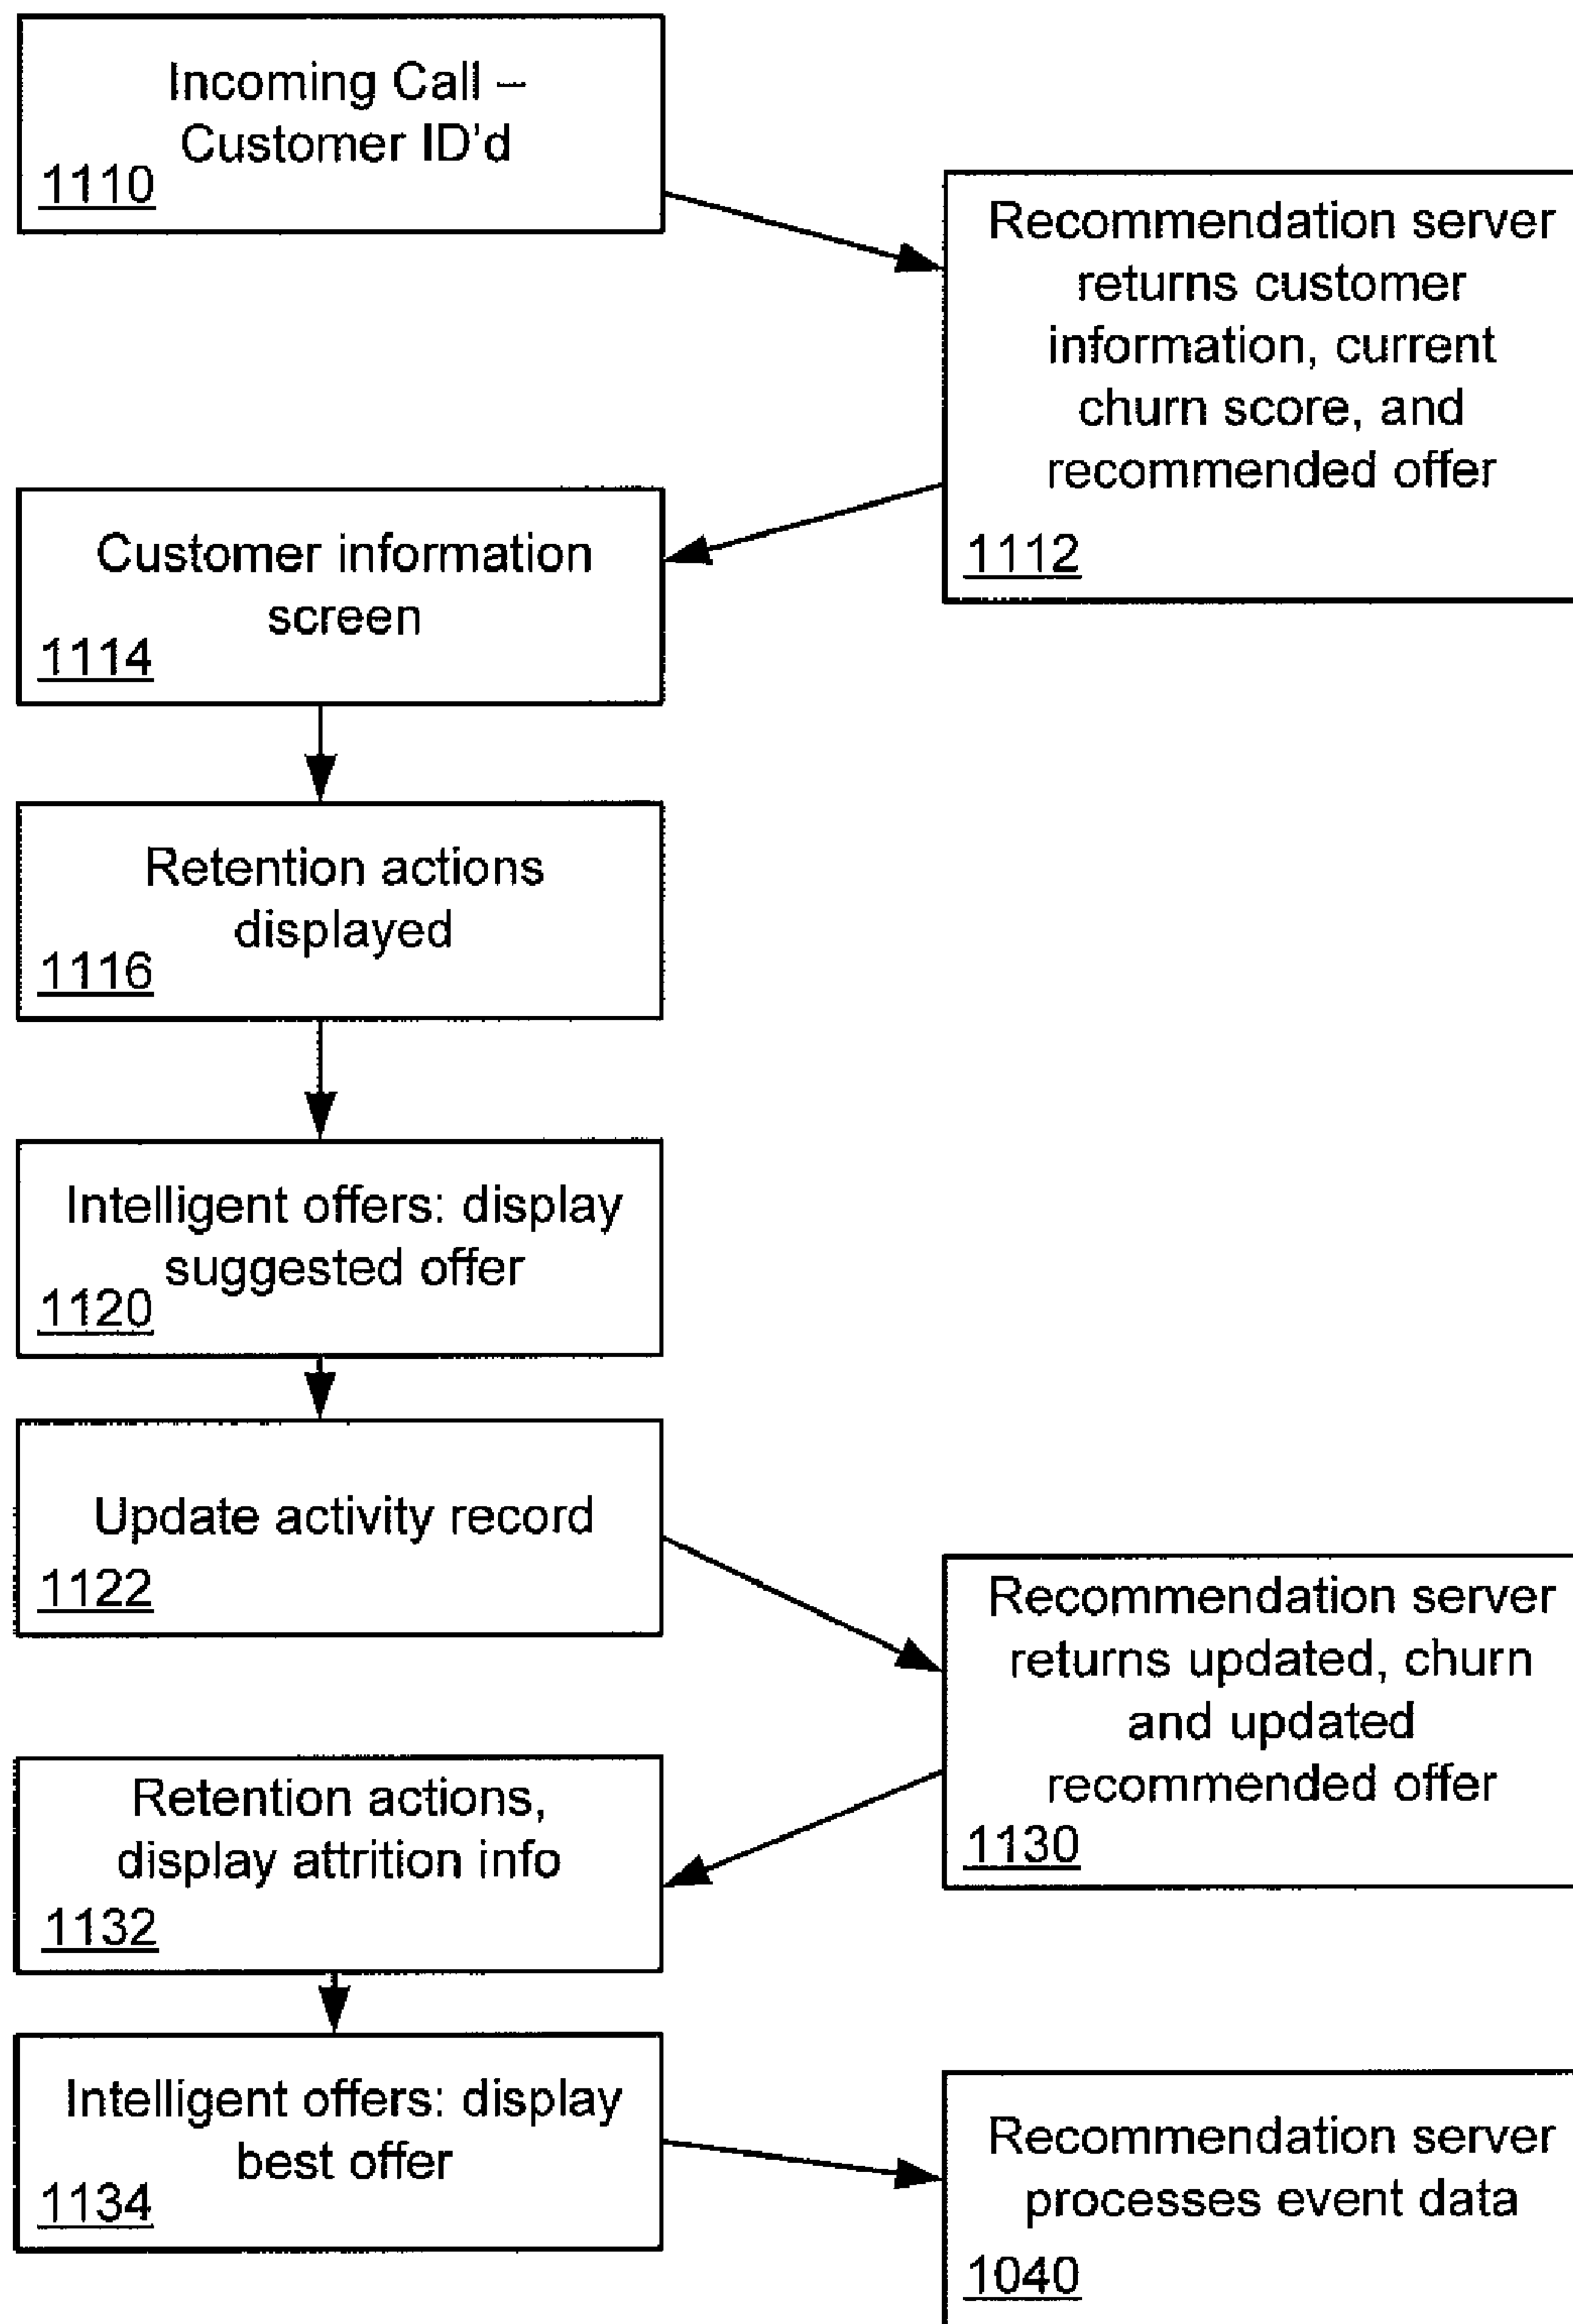 Incoming Call –
Customer ID'd
1110
Recommendation server
returns customer
information, current
churn score, and
recommended offer
1112
Customer information
screen
1114
Retention actions
displayed
1116
Intelligent offers: display
suggested offer
1120
Update activity record
1122
Recommendation server
returns updated, churn
and updated
recommended offer
1130
Retention actions,
display attrition info
1132
Intelligent offers: display
best offer
1134
Recommendation server
processes event data
1040